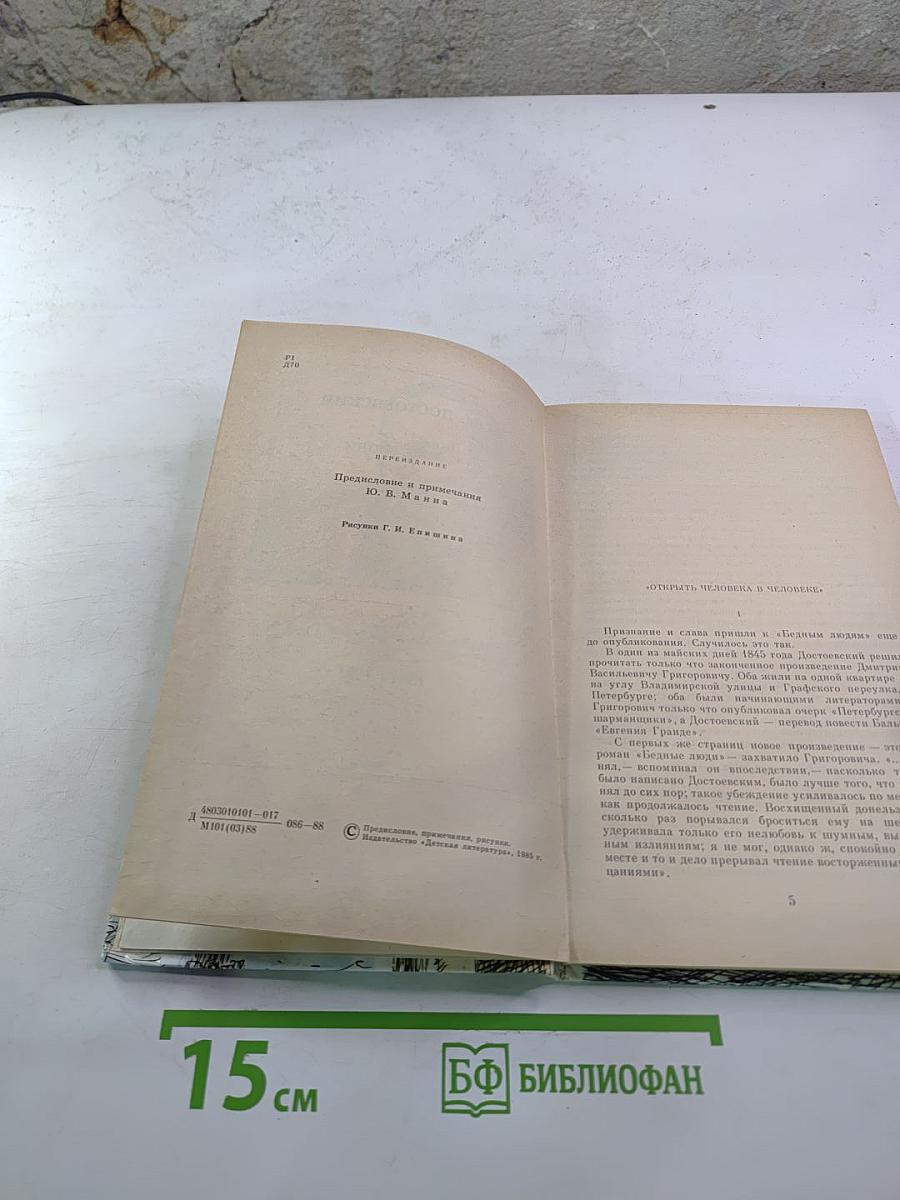 Р1
Д70
ПЕРЕИЗДАНИЕ
Предисловие и примечания
Ю. В. Манна
Рисунки Г. И. Епишина
Д 4803010101—017 086—88
М101(03)88
© Предисловие, примечания, рисунки.
Издательство «Детская литература», 1985 г.
«ОТКРЫТЬ ЧЕЛОВЕКА В ЧЕЛОВЕКЕ»
1
Признание и слава пришли к «Бедным людям» еще
до опубликования. Случилось это так.
В один из майских дней 1845 года Достоевский решил
прочитать только что законченное произведение Дмитрию
Васильевичу Григоровичу. Оба жили на одной квартире
на углу Владимирской улицы и Графского переулка,
Петербурге; оба были начинающими литераторами
Григорович только что опубликовал очерк «Петербургс
шарманщики», а Достоевский — перевод повести Баль
«Евгения Гранде».
С первых же страниц новое произведение — это
роман «Бедные люди» — захватило Григоровича. «...
нял,— вспоминал он впоследствии,— насколько т
было написано Достоевским, было лучше того, что
нял до сих пор; такое убеждение усиливалось по ме
как продолжалось чтение. Восхищенный донельз
сколько раз порывался броситься ему на ше
удерживала только его нелюбовь к шумным, вы
ным излияниям; я не мог, однако ж, спокойно
месте и то и дело прерывал чтение восторженны
цаниями».
5
15 см
БФ БИБЛИОФАН